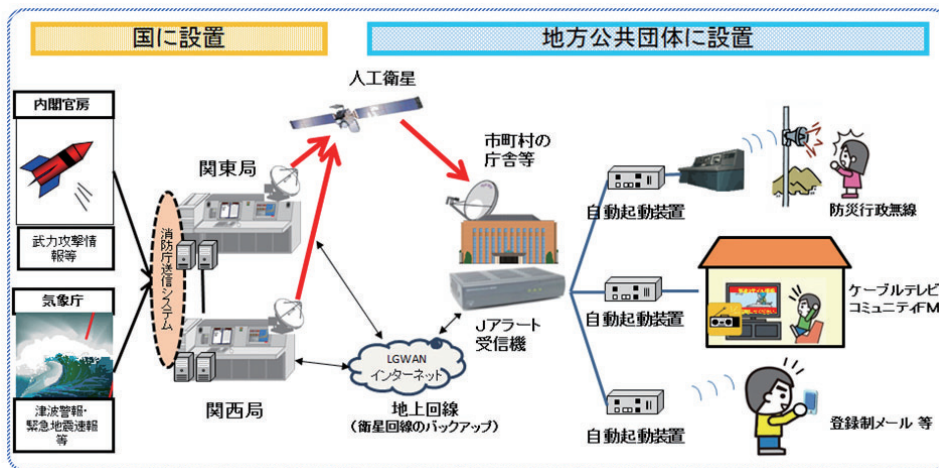 国に設置
地方公共団体に設置
内閣官房
武力攻撃情
報等
気象庁
津波警報・
緊急地震速報
等
消防庁送信システム
関東局
関西局
人工衛星
市町村の
庁舎等
Jアラート
受信機
LGWAN
インターネット
地上回線
(衛星回線のバックアップ)
自動起動装置
防災行政無線
自動起動装置
ケーブルテレビ
コミュニティFM
自動起動装置
登録制メール 等